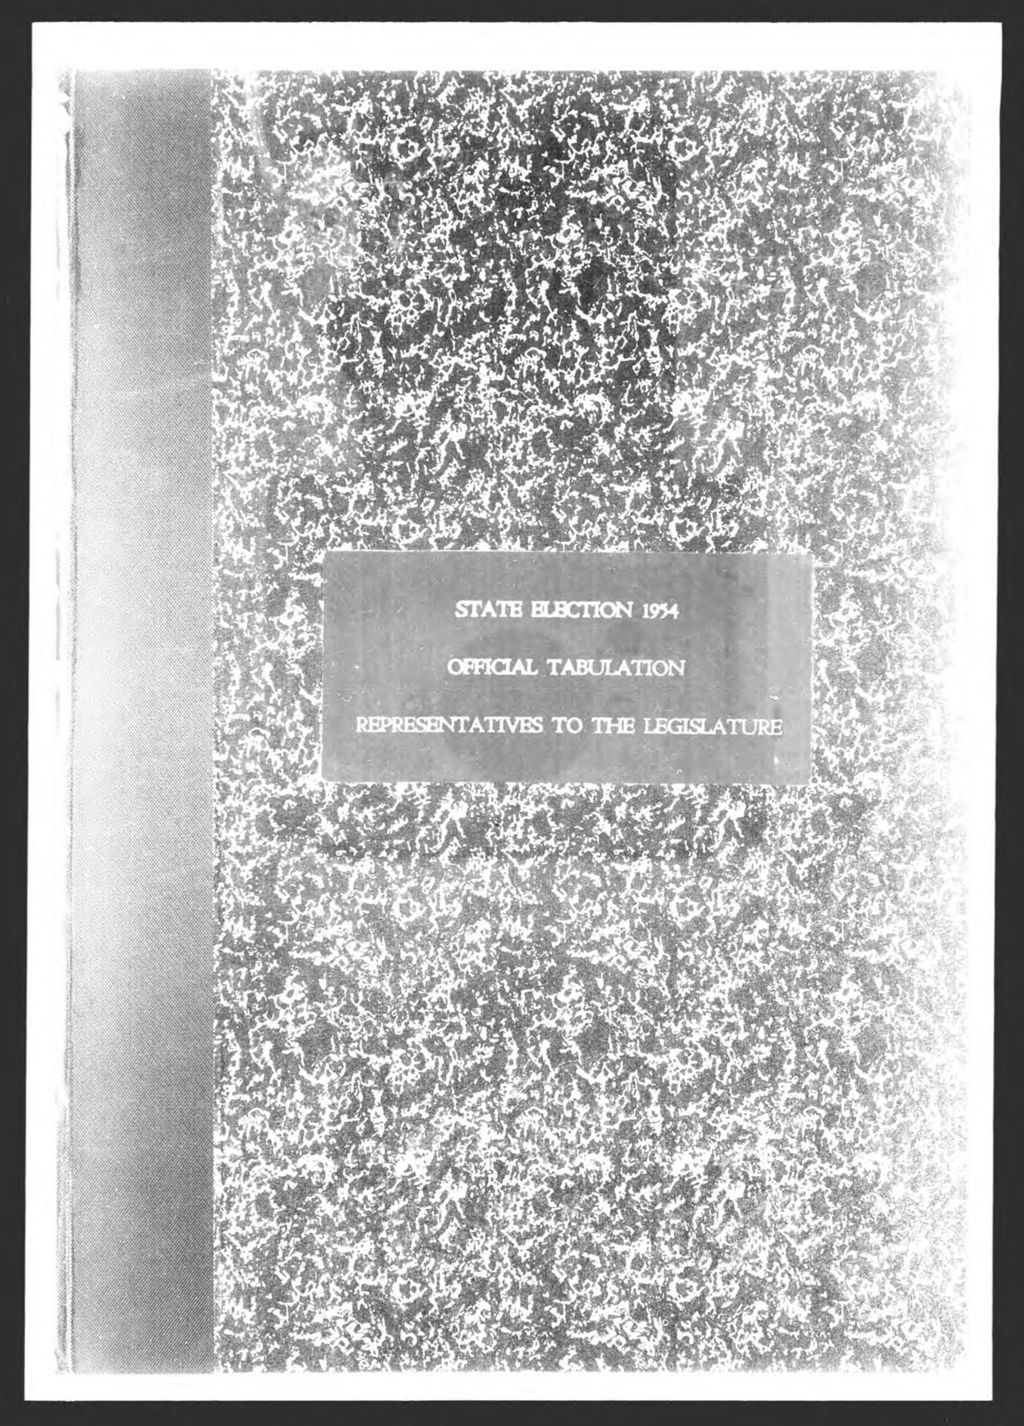 STATE ELECTION 1954
OFFICIAL TABULATION
REPRESENTATIVES TO THE LEGISLATURE